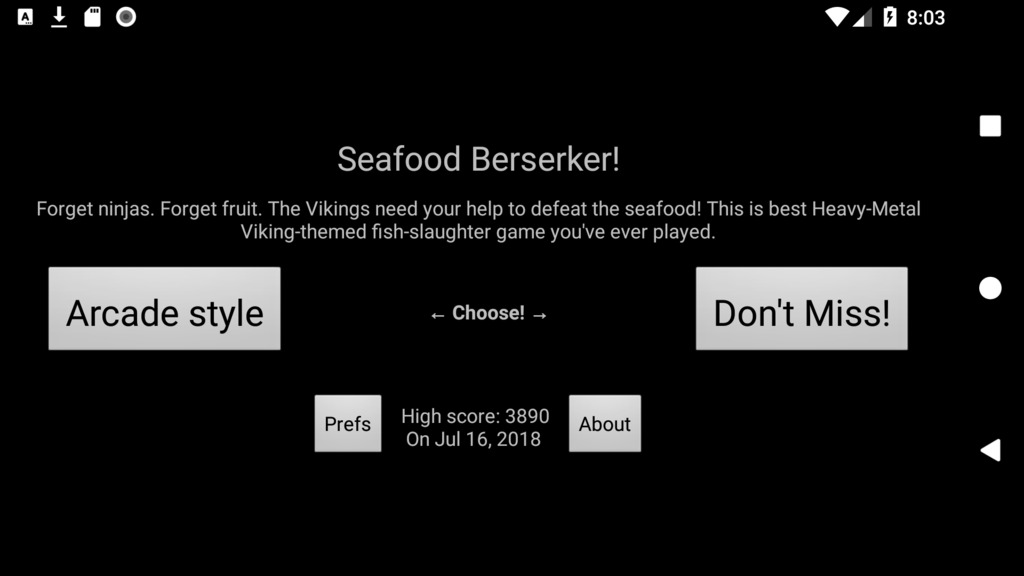 8:03
Seafood Berserker!
Forget ninjas. Forget fruit. The Vikings need your help to defeat the seafood! This is best Heavy-Metal
Viking-themed fish-slaughter game you've ever played.
Arcade style
← Choose! →
Don't Miss!
Prefs
High score: 3890
On Jul 16, 2018
About